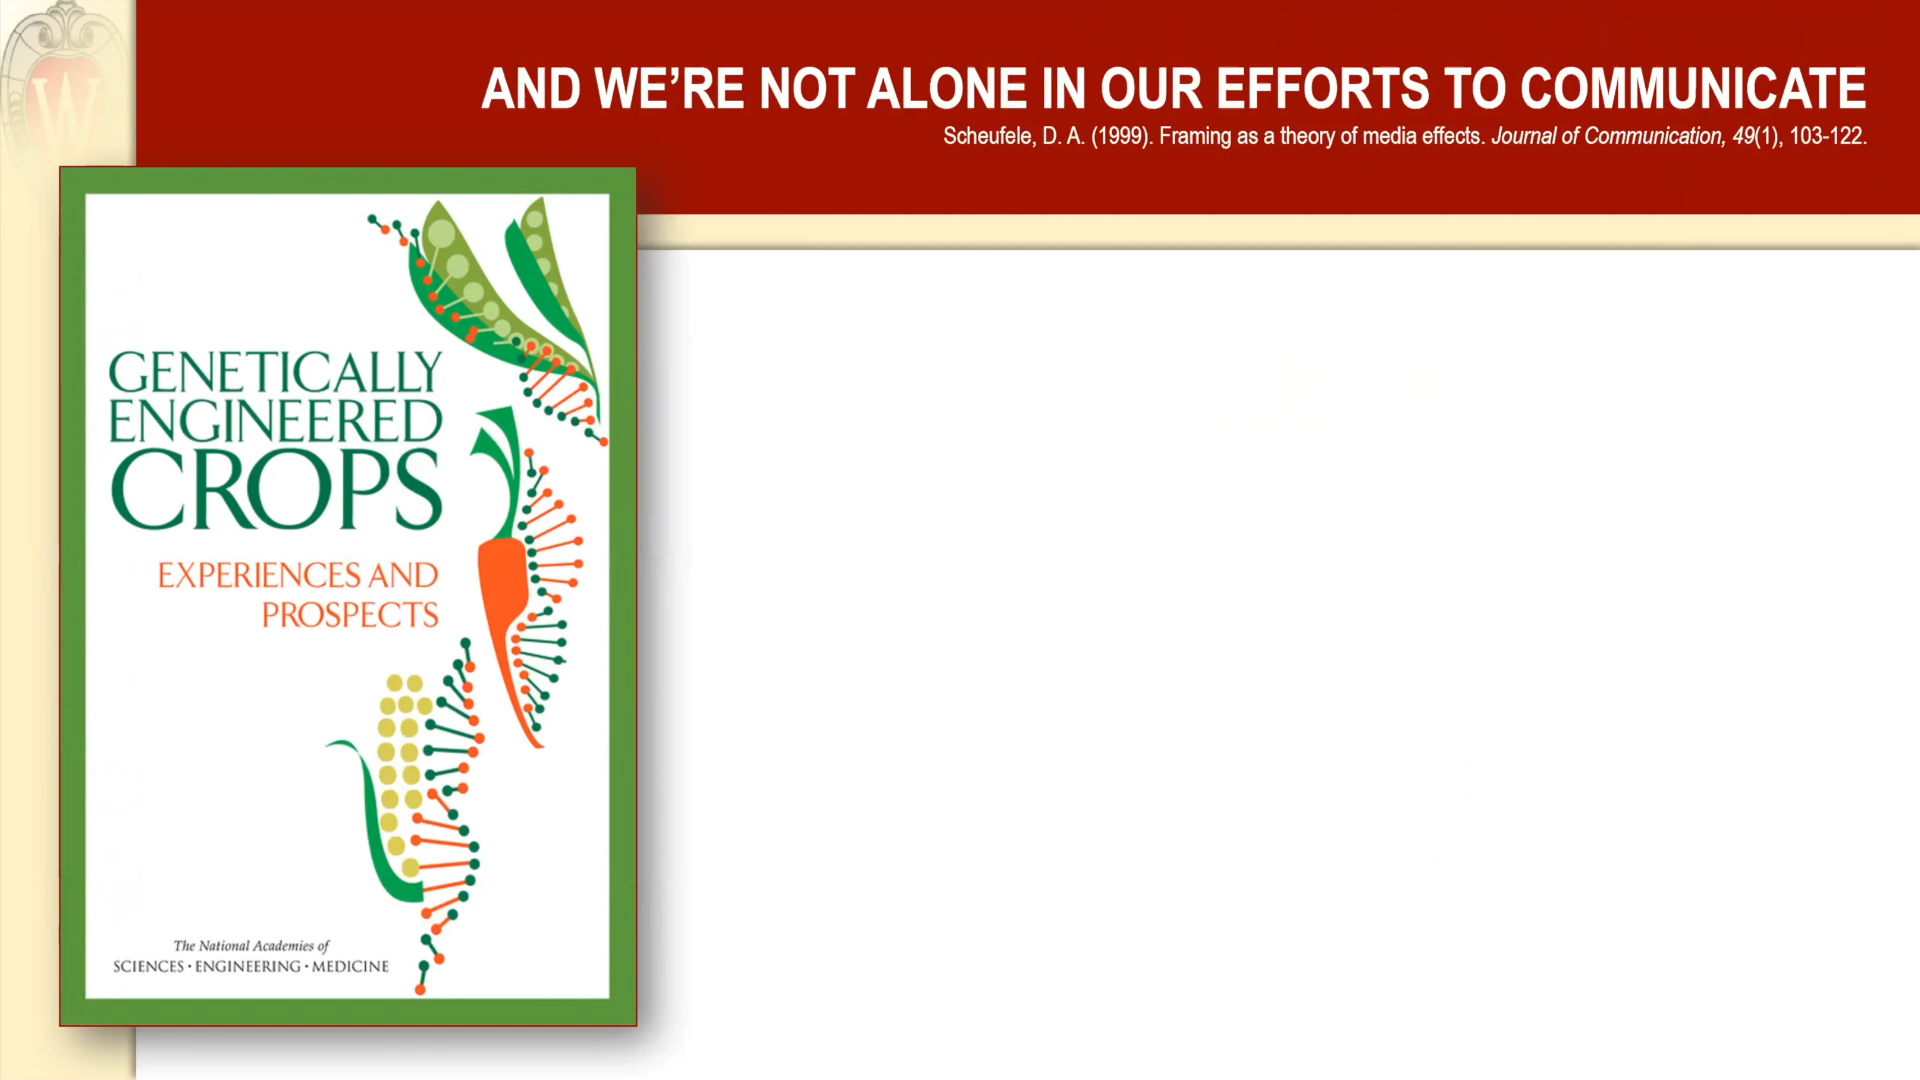 W
AND WE’RE NOT ALONE IN OUR EFFORTS TO COMMUNICATE
Scheufele, D. A. (1999). Framing as a theory of media effects. Journal of Communication, 49(1), 103-122.
GENETICALLY
ENGINEERED
CROPS
EXPERIENCES AND
PROSPECTS
The National Academies of
SCIENCES · ENGINEERING · MEDICINE